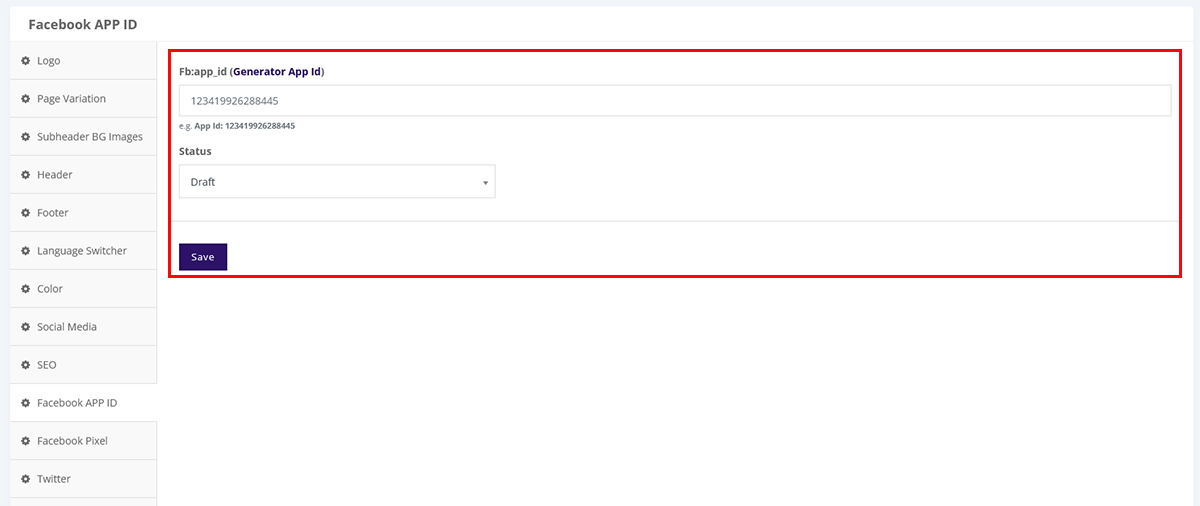 Facebook APP ID
Logo
Page Variation
Subheader BG Images
Header
Footer
Language Switcher
Color
Social Media
SEO
Facebook APP ID
Facebook Pixel
Twitter
Fb:app_id (Generator App Id)
123419926288445
e.g. App Id: 123419926288445
Status
Draft
Save